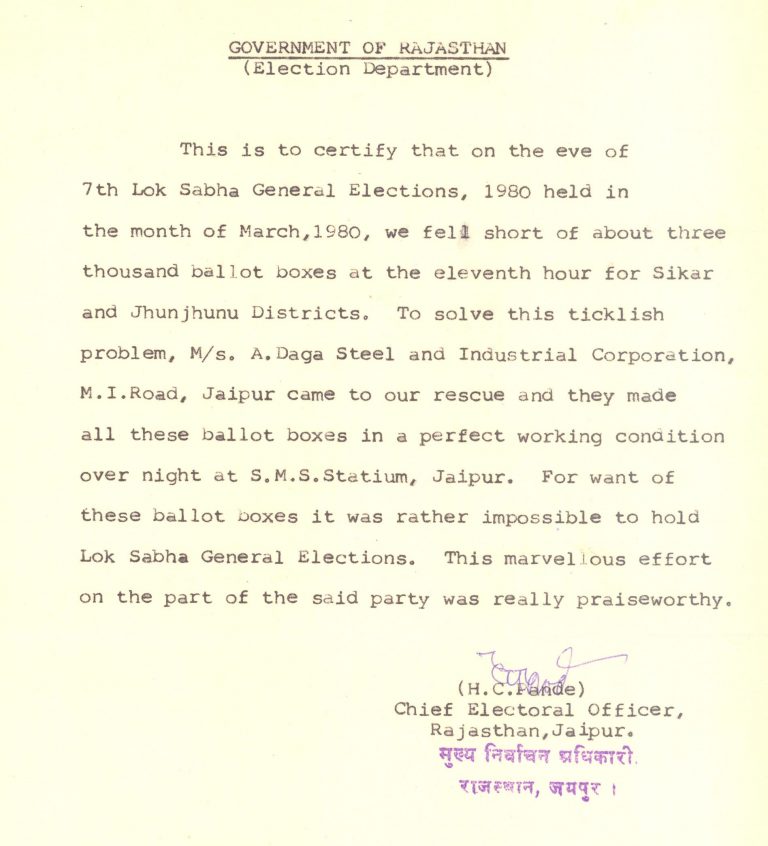 GOVERNMENT OF RAJASTHAN
(Election Department)
This is to certify that on the eve of
7th Lok Sabha General Elections, 1980 held in
the month of March,1980, we fell short of about three
thousand ballot boxes at the eleventh hour for Sikar
and Jhunjhunu Districts. To solve this ticklish
problem, M/s. A.Daga Steel and Industrial Corporation,
M.I.Road, Jaipur came to our rescue and they made
all these ballot boxes in a perfect working condition
over night at S.M.S.Statium, Jaipur. For want of
these ballot boxes it was rather impossible to hold
Lok Sabha General Elections. This marvellous effort
on the part of the said party was really praiseworthy.
(H.C.Pande)
Chief Electoral Officer,
Rajasthan,Jaipur.
मुख्य निर्वाचन अधिकारी
राजस्थान, जयपुर ।